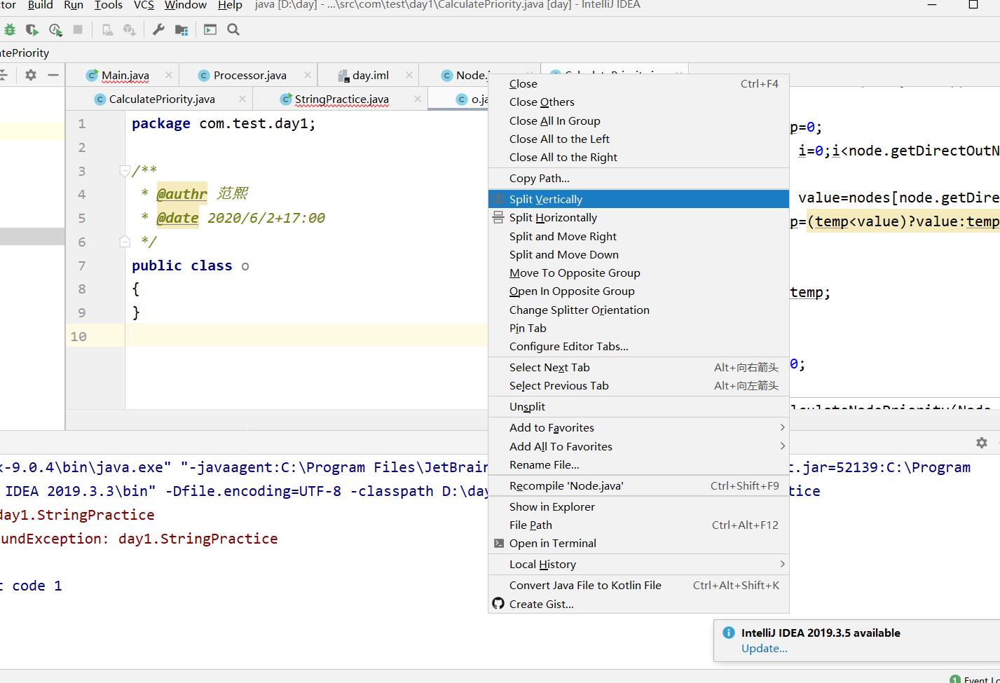 tor Build Run Tools VCS Window Help java [D:\day] - ...\src\com\test\day1\CalculatePriority.java [day] - IntelliJ IDEA
atePriority
Main.java Processor.java day.iml Node.j
CalculatePriority.java StringPractice.java o.ja
1 package com.test.day1;
2
3 /**
4 * @authr 范熙
5 * @date 2020/6/2+17:00
6 */
7 public class o
8 {
9 }
10
Close Ctrl+F4
Close Others
Close All In Group
Close All to the Left
Close All to the Right
Copy Path...
Split Vertically
Split Horizontally
Split and Move Right
Split and Move Down
Move To Opposite Group
Open In Opposite Group
Change Splitter Orientation
Pin Tab
Configure Editor Tabs...
Select Next Tab Alt+向右箭头
Select Previous Tab Alt+向左箭头
Unsplit
Add to Favorites
Add All To Favorites
Rename File...
Recompile 'Node.java' Ctrl+Shift+F9
Show in Explorer
File Path Ctrl+Alt+F12
Open in Terminal
Local History
Convert Java File to Kotlin File Ctrl+Alt+Shift+K
Create Gist...
p=0;
i=0;i<node.getDirectOutN
value=nodes[node.getDire
p=(temp<value)?value:temp
temp;
0;
k-9.0.4\bin\java.exe" "-javaagent:C:\Program Files\JetBrain t.jar=52139:C:\Program
IDEA 2019.3.3\bin" -Dfile.encoding=UTF-8 -classpath D:\day tice
day1.StringPractice
undException: day1.StringPractice
t code 1
IntelliJ IDEA 2019.3.5 available
Update...
1 Event Lo